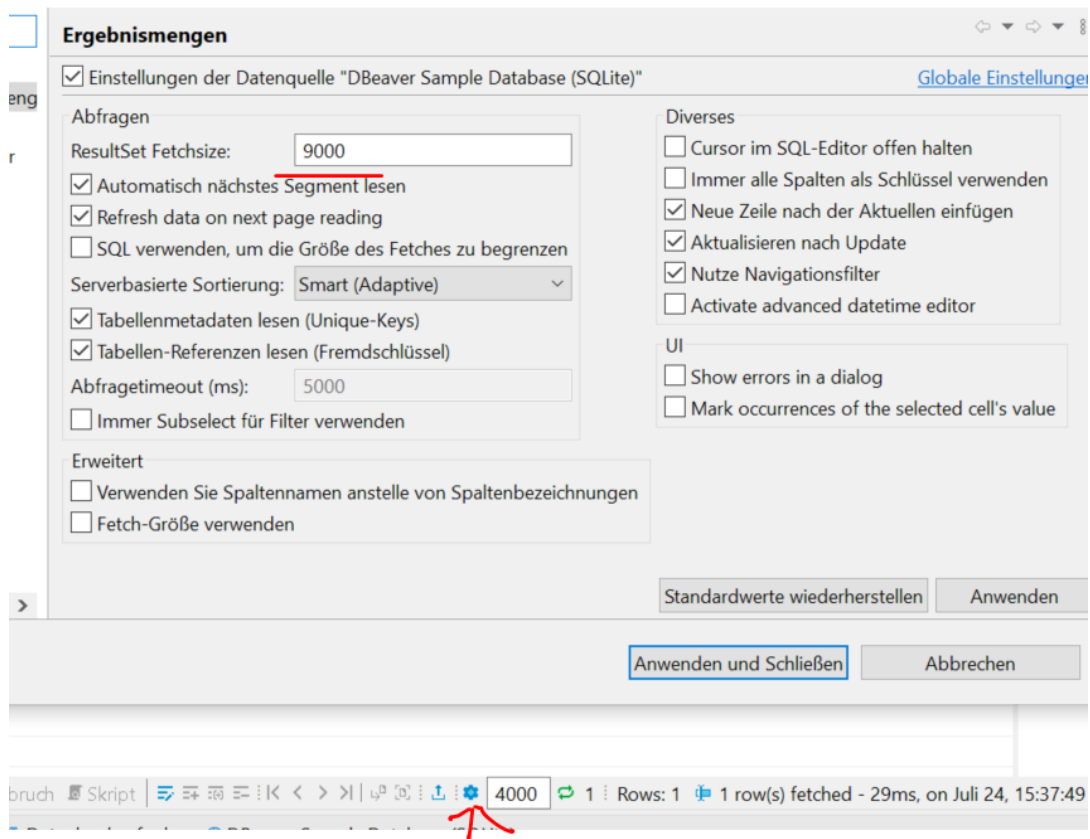 Ergebnismengen
Einstellungen der Datenquelle "DBeaver Sample Database (SQLite)"
Globale Einstellungen
eng
r
Abfragen
ResultSet Fetchsize: 9000
Automatisch nächstes Segment lesen
Refresh data on next page reading
SQL verwenden, um die Größe des Fetches zu begrenzen
Serverbasierte Sortierung: Smart (Adaptive)
Tabellenmetadaten lesen (Unique-Keys)
Tabellen-Referenzen lesen (Fremdschlüssel)
Abfragetimeout (ms): 5000
Immer Subselect für Filter verwenden
Diverses
Cursor im SQL-Editor offen halten
Immer alle Spalten als Schlüssel verwenden
Neue Zeile nach der Aktuellen einfügen
Aktualisieren nach Update
Nutze Navigationsfilter
Activate advanced datetime editor
UI
Show errors in a dialog
Mark occurrences of the selected cell's value
Erweitert
Verwenden Sie Spaltennamen anstelle von Spaltenbezeichnungen
Fetch-Größe verwenden
Standardwerte wiederherstellen Anwenden
Anwenden und Schließen Abbrechen
bruch Skript 4000 1 Rows: 1 1 row(s) fetched - 29ms, on Juli 24, 15:37:49